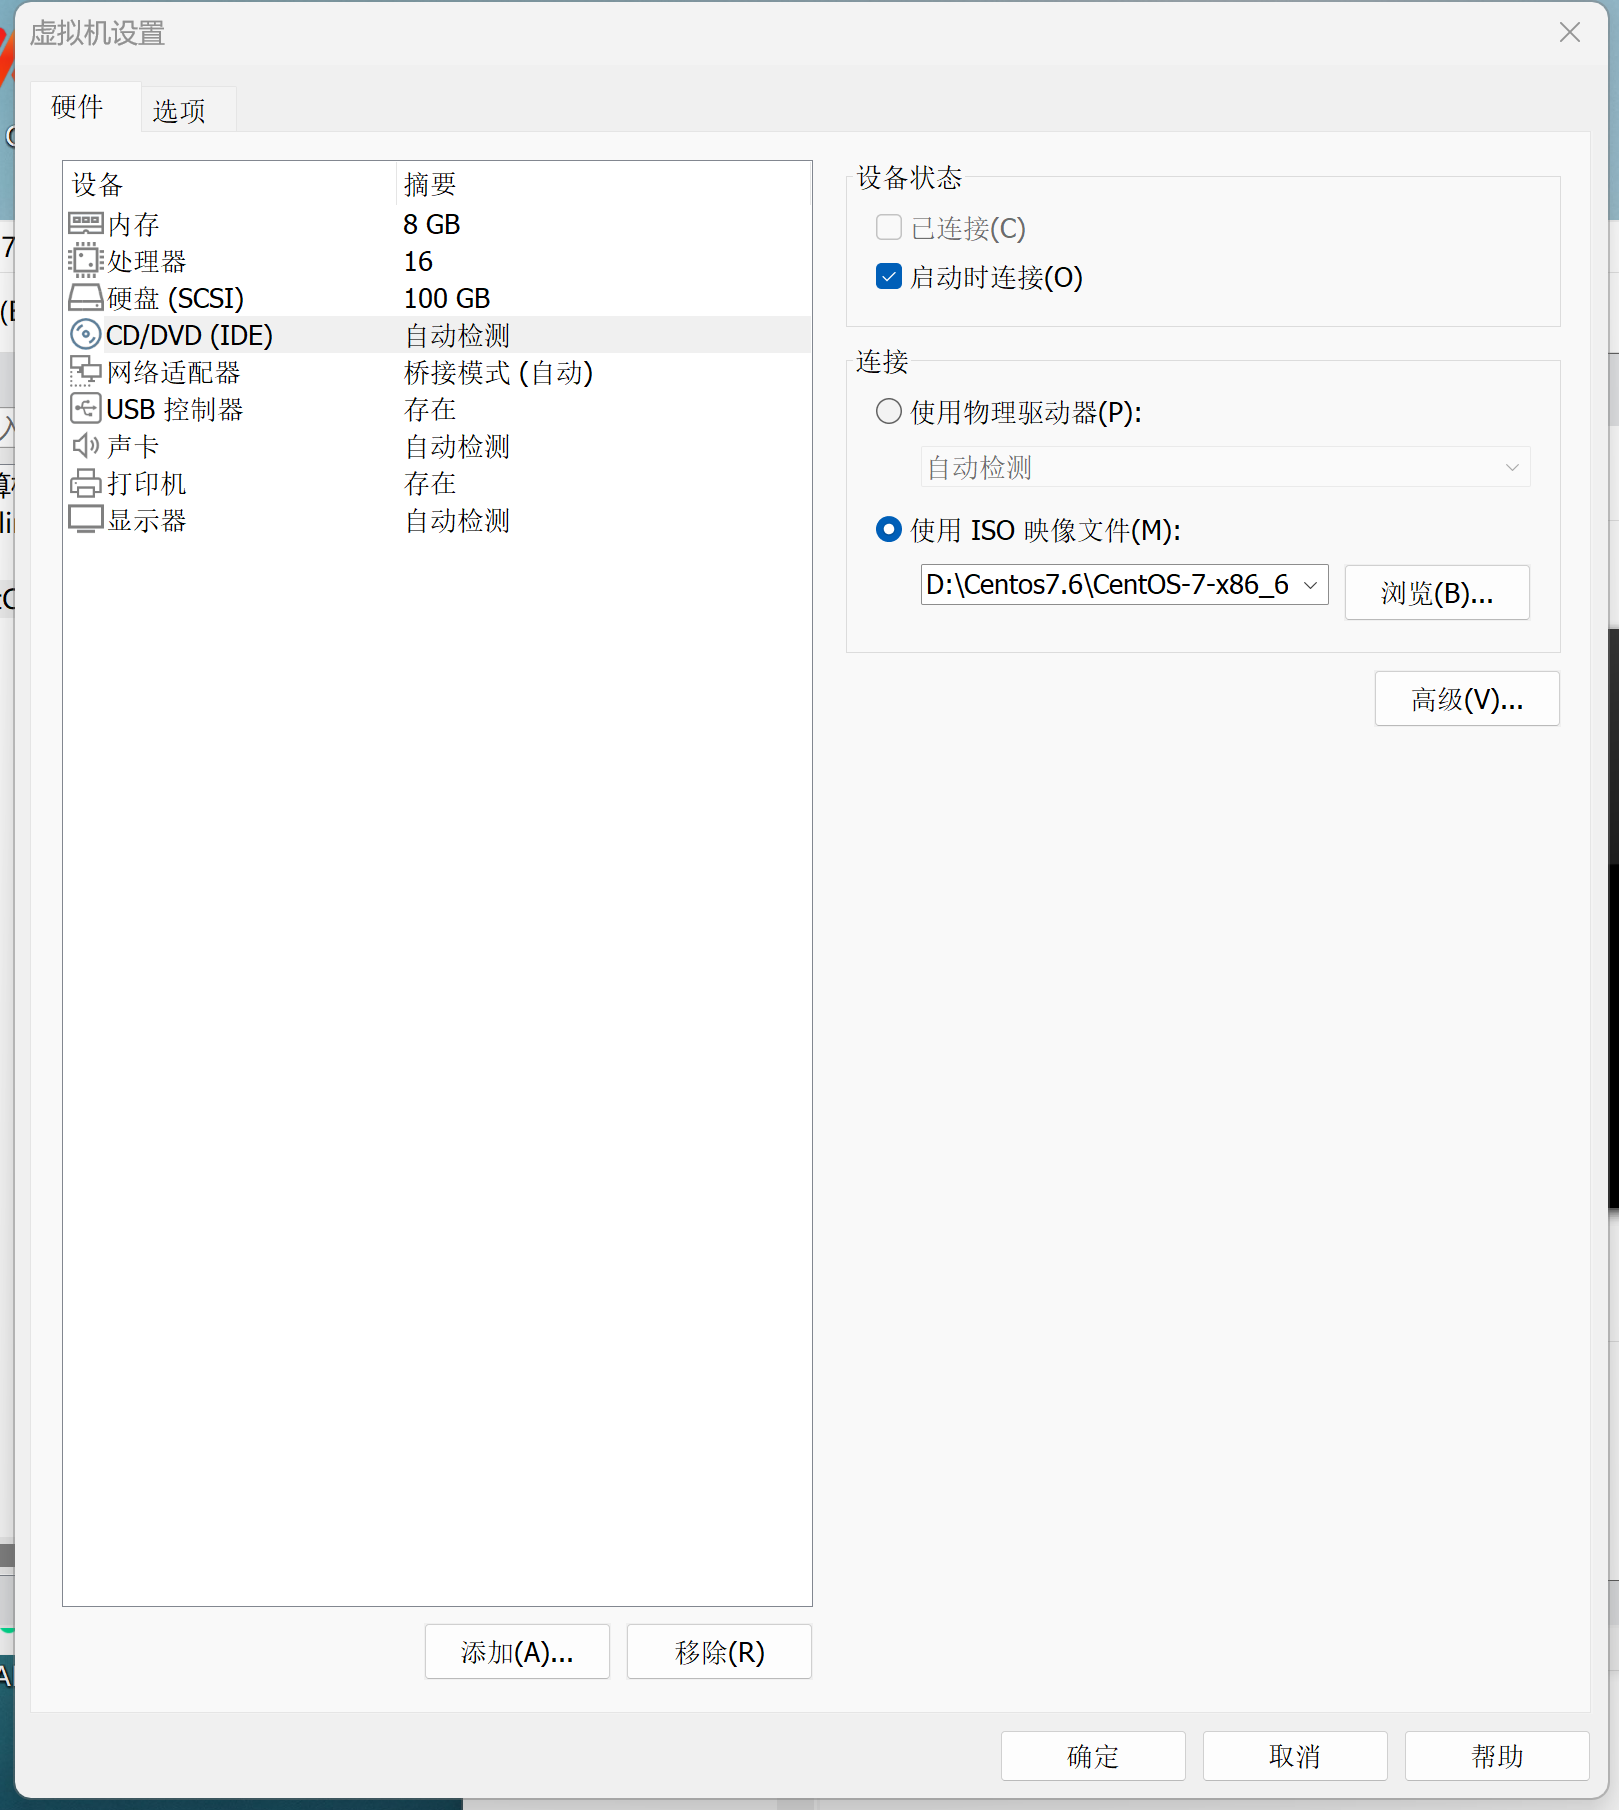 虚拟机设置
硬件
选项
设备 摘要
内存 8 GB
处理器 16
硬盘 (SCSI) 100 GB
CD/DVD (IDE) 自动检测
网络适配器 桥接模式 (自动)
USB 控制器 存在
声卡 自动检测
打印机 存在
显示器 自动检测
添加(A)...
移除(R)
设备状态
已连接(C)
启动时连接(O)
连接
使用物理驱动器(P):
自动检测
使用 ISO 映像文件(M):
D:\Centos7.6\CentOS-7-x86_6
浏览(B)...
高级(V)...
确定
取消
帮助